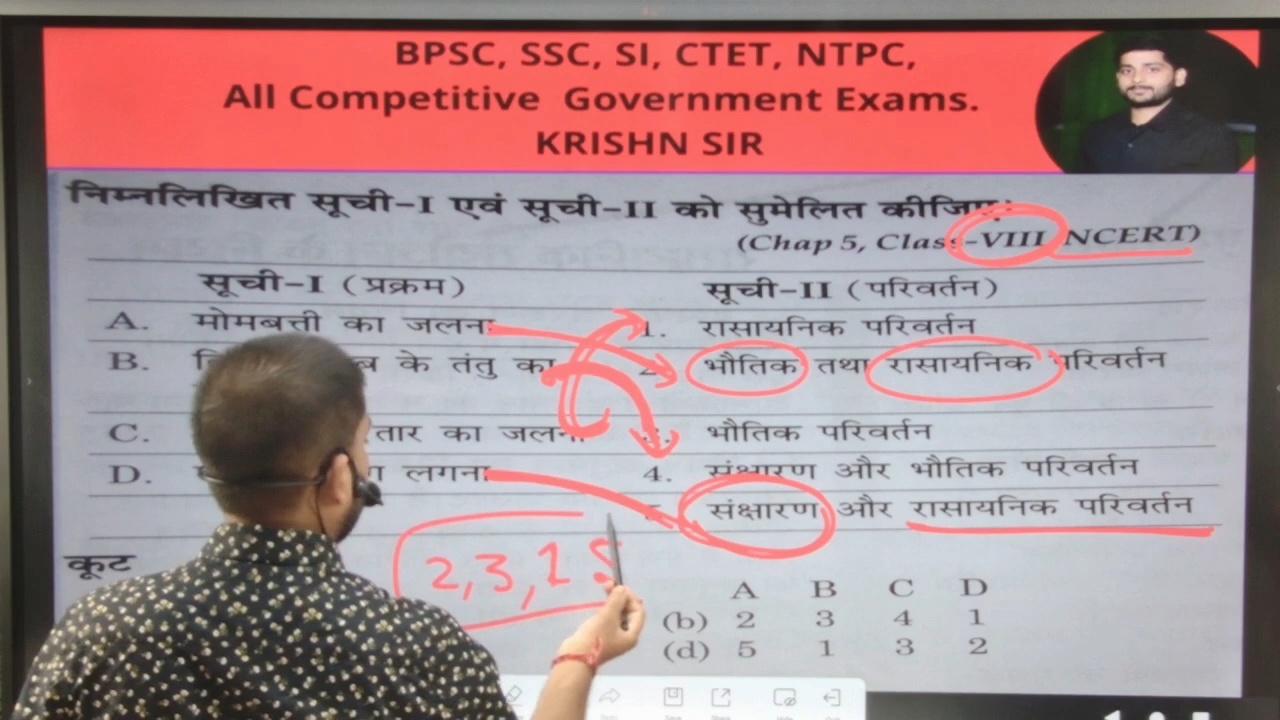 BPSC, SSC, SI, CTET, NTPC,
All Competitive Government Exams.
KRISHN SIR
निम्नलिखित सूची-I एवं सूची-II को सुमेलित कीजिएः
(Chap 5, Class-VIII NCERT)
सूची-I (प्रक्रम) सूची-II (परिवर्तन)
A. मोमबत्ती का जलना 1. रासायनिक परिवर्तन
B. के तंतु का 2. भौतिक तथा रासायनिक परिवर्तन
C. तार का जलना 3. भौतिक परिवर्तन
D. लगना 4. संक्षारण और भौतिक परिवर्तन
संक्षारण और रासायनिक परिवर्तन
2,3,1
कूट
A B C D
(b) 2 3 4 1
(d) 5 1 3 2